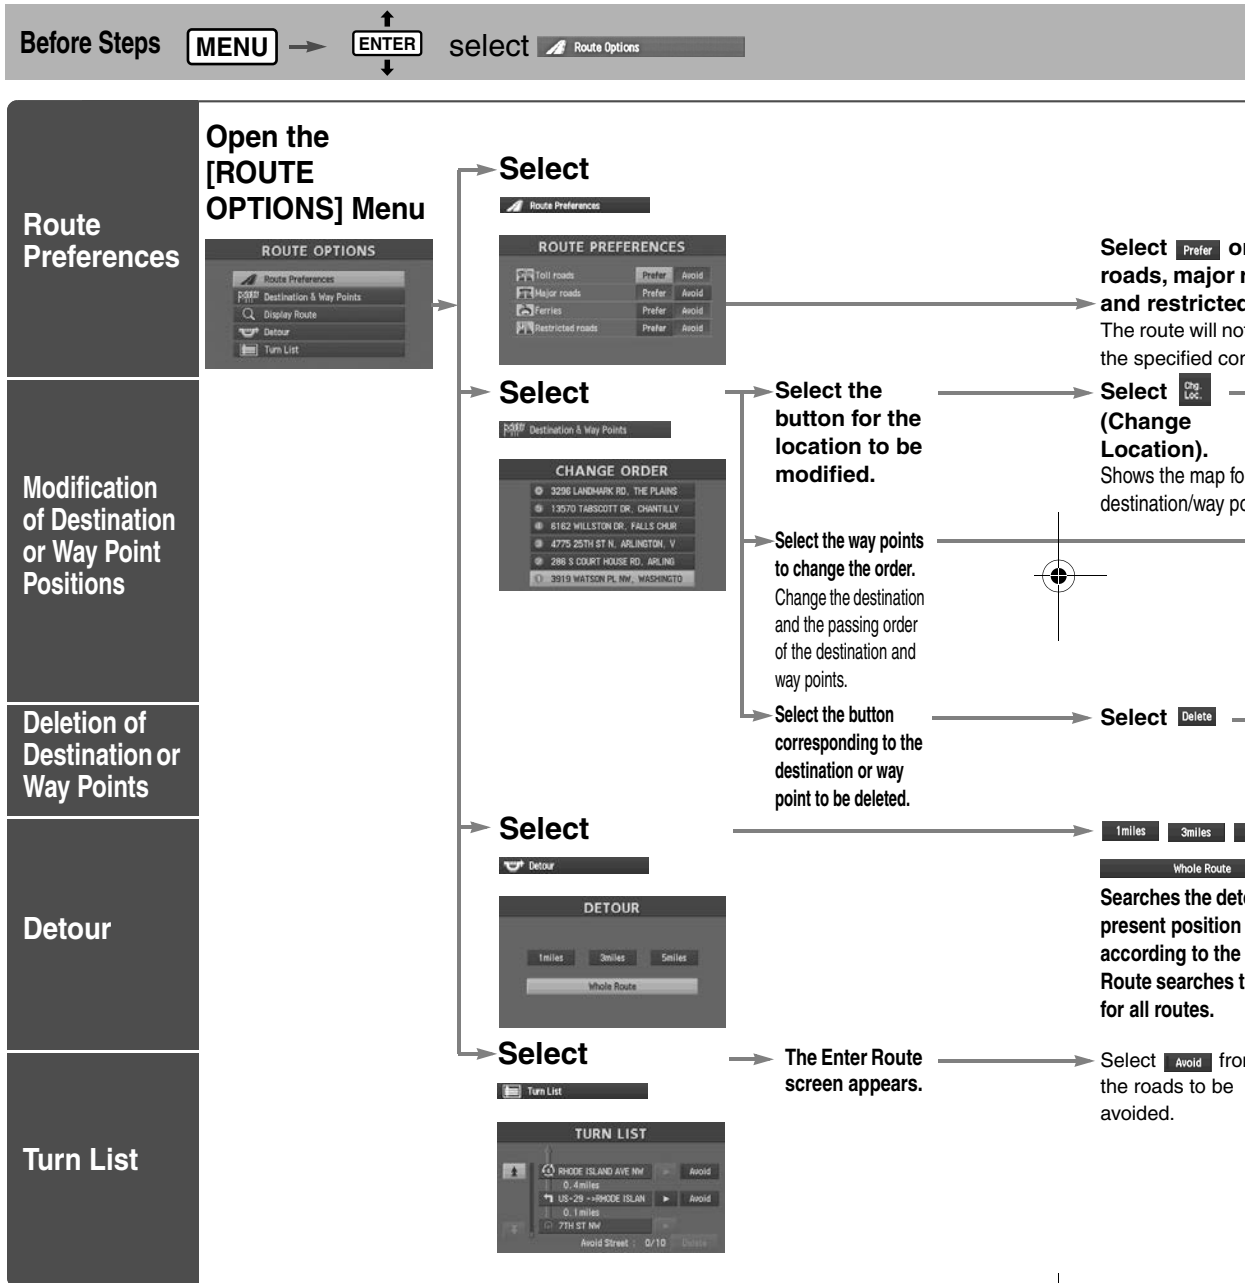 Before Steps MENU ENTER select Route Options
Route
Preferences
Open the
[ROUTE
OPTIONS] Menu
ROUTE OPTIONS
Route Preferences
Destination & Way Points
Display Route
Detour
Turn List
Select
Route Preferences
ROUTE PREFERENCES
Toll roads Prefer Avoid
Major roads Prefer Avoid
Ferries Prefer Avoid
Restricted roads Prefer Avoid
Select Prefer
roads, major
and restricted
The route will not
the specified
Modification
of Destination
or Way Point
Positions
Select
Destination & Way Points
CHANGE ORDER
3296 LANDMARK RD, THE PLAINS
13570 TABSCOTT DR, CHANTILLY
6162 WILLSTON DR, FALLS CHUR
4775 25TH ST N, ARLINGTON, V
286 S COURT HOUSE RD, ARLING
3919 WATSON PL NW, WASHINGTO
Select the
button for the
location to be
modified.
Select Chg. Loc.
(Change
Location).
Shows the map
destination/way
Select the way points
to change the order.
Change the destination
and the passing order
of the destination and
way points.
Deletion of
Destination or
Way Points
Select the button
corresponding to the
destination or way
point to be deleted.
Select Delete
Detour
Select
Detour
DETOUR
1miles 3miles 5miles
Whole Route
1miles 3miles
Whole Route
Searches the
present position
according to the
Route searches
for all routes.
Turn List
Select
Turn List
TURN LIST
RHODE ISLAND AVE NW Avoid
0.4miles
US-29 ->RHODE ISLAN Avoid
0.1miles
7TH ST NW
Avoid Street : 0/10 Delete
The Enter Route
screen appears.
Select Avoid
the roads to be
avoided.